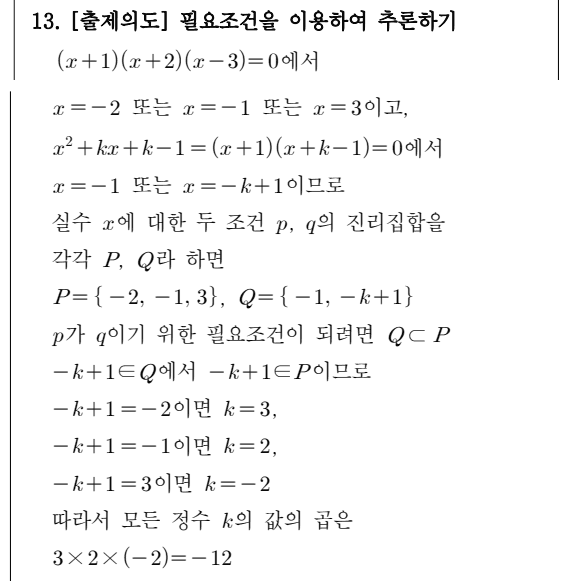 13. [출제의도] 필요조건을 이용하여 추론하기
(x+1)(x+2)(x-3)=0에서
x=-2 또는 x=-1 또는 x=3이고,
x²+kx+k-1=(x+1)(x+k-1)=0에서
x=-1 또는 x=-k+1이므로
실수 x에 대한 두 조건 p, q의 진리집합을
각각 P, Q라 하면
P={-2, -1, 3}, Q={-1, -k+1}
p가 q이기 위한 필요조건이 되려면 Q⊂P
-k+1∈Q에서 -k+1∈P이므로
-k+1=-2이면 k=3,
-k+1=-1이면 k=2,
-k+1=3이면 k=-2
따라서 모든 정수 k의 값의 곱은
3×2×(-2)=-12